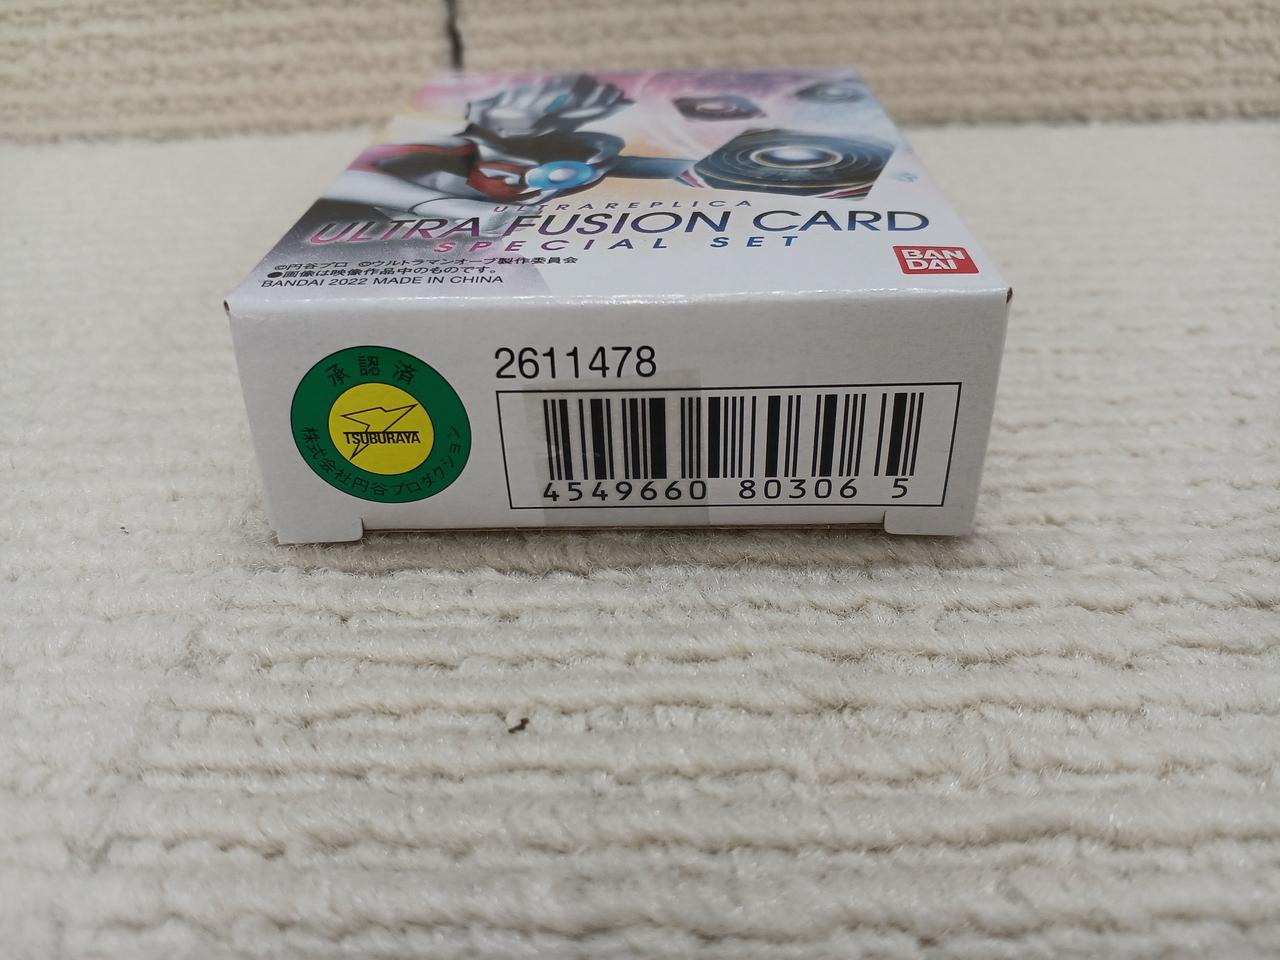 ULTRAREPLICA
ULTRA FUSION CARD
SPECIAL SET
©円谷プロ ©ウルトラマンオーブ製作委員会
●画像は映像作品中のものです。
BANDAI 2022 MADE IN CHINA
BAN
DAI
承認済
TSUBURAYA
株式会社円谷プロダクション
2611478
4549660 80306 5